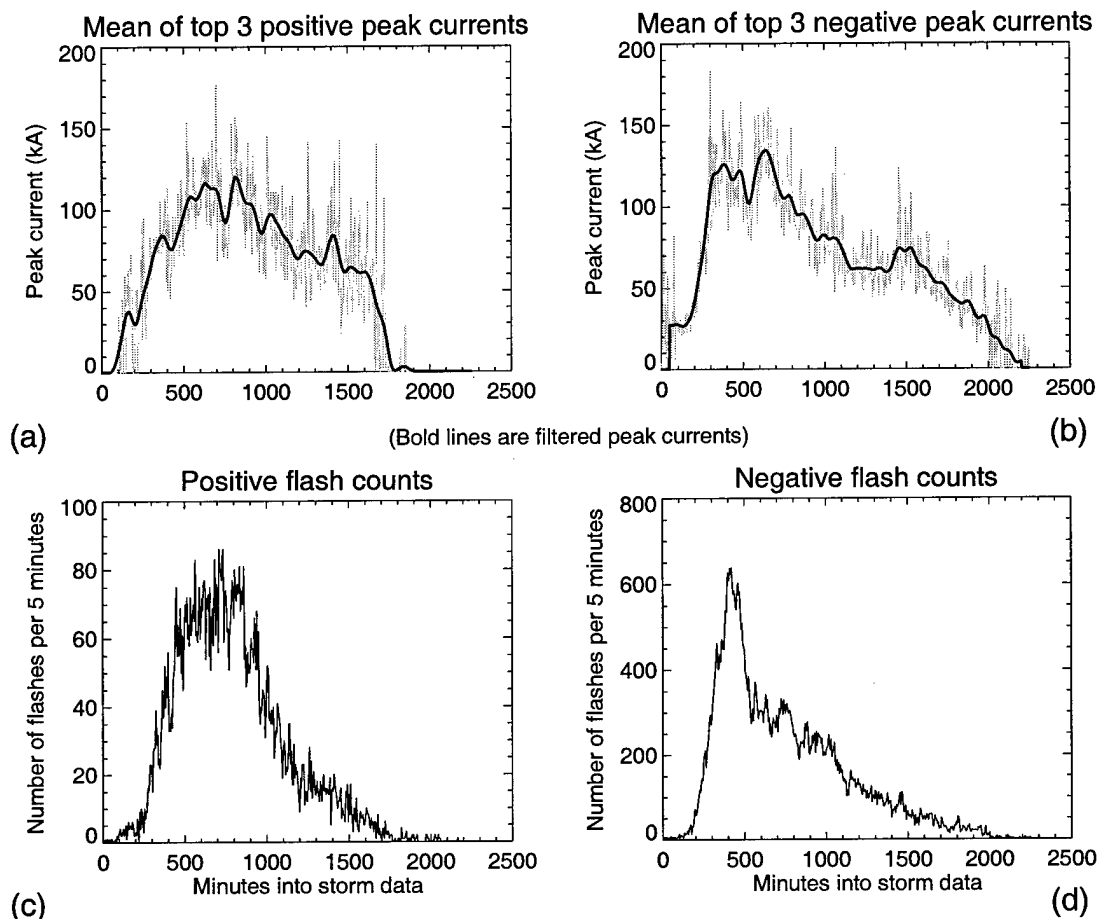 Mean of top 3 positive peak currents
200
150
100
50
0
Peak current (kA)
0 500 1000 1500 2000 2500
(a)
Mean of top 3 negative peak currents
200
150
100
50
0
Peak current (kA)
0 500 1000 1500 2000 2500
(b)
(Bold lines are filtered peak currents)
Positive flash counts
100
80
60
40
20
0
Number of flashes per 5 minutes
0 500 1000 1500 2000 2500
Minutes into storm data
(c)
Negative flash counts
800
600
400
200
0
Number of flashes per 5 minutes
0 500 1000 1500 2000 2500
Minutes into storm data
(d)